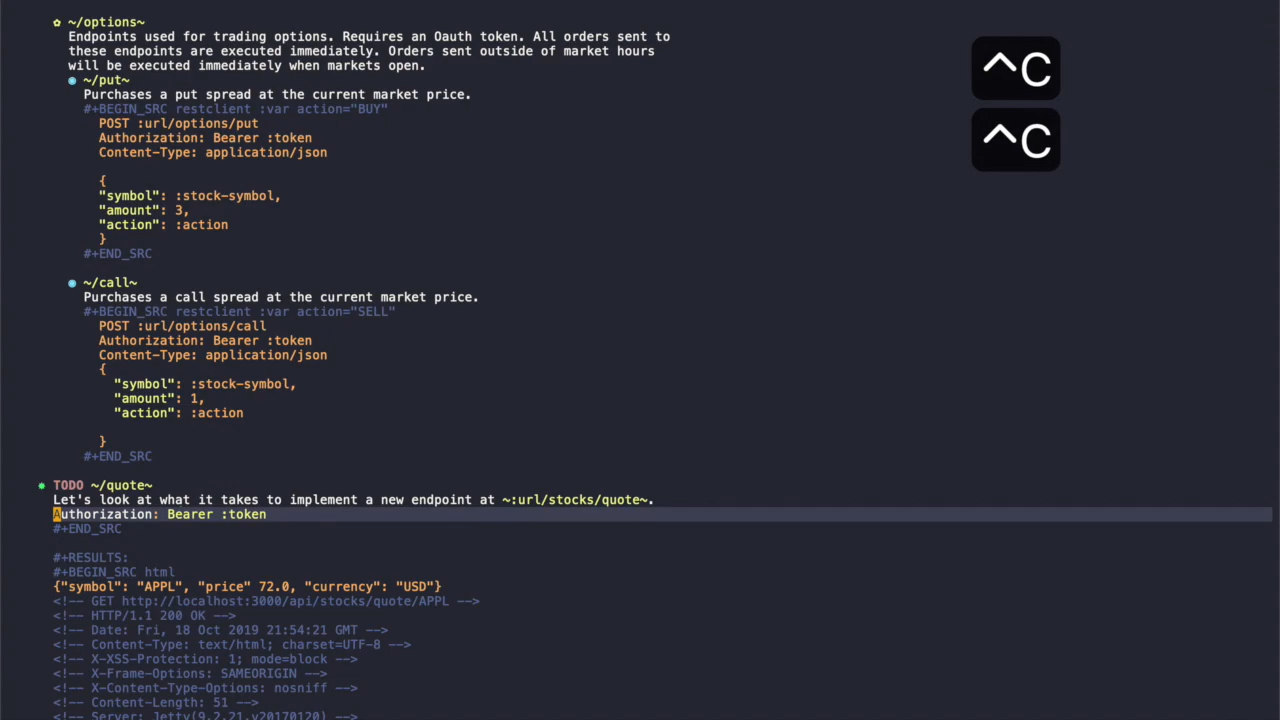 ~/options~
Endpoints used for trading options. Requires an Oauth token. All orders sent to
these endpoints are executed immediately. Orders sent outside of market hours
will be executed immediately when markets open.
~/put~
Purchases a put spread at the current market price.
#+BEGIN_SRC restclient :var action="BUY"
POST :url/options/put
Authorization: Bearer :token
Content-Type: application/json
{
"symbol": :stock-symbol,
"amount": 3,
"action": :action
}
#+END_SRC
~/call~
Purchases a call spread at the current market price.
#+BEGIN_SRC restclient :var action="SELL"
POST :url/options/call
Authorization: Bearer :token
Content-Type: application/json
{
"symbol": :stock-symbol,
"amount": 1,
"action": :action
}
#+END_SRC
TODO ~/quote~
Let's look at what it takes to implement a new endpoint at ~:url/stocks/quote~.
Authorization: Bearer :token
#+END_SRC
#+RESULTS:
#+BEGIN_SRC html
{"symbol": "APPL", "price" 72.0, "currency": "USD"}
<!-- GET http://localhost:3000/api/stocks/quote/APPL -->
<!-- HTTP/1.1 200 OK -->
<!-- Date: Fri, 18 Oct 2019 21:54:21 GMT -->
<!-- Content-Type: text/html; charset=UTF-8 -->
<!-- X-XSS-Protection: 1; mode=block -->
<!-- X-Frame-Options: SAMEORIGIN -->
<!-- X-Content-Type-Options: nosniff -->
<!-- Content-Length: 51 -->
<!-- Server: Jetty(9.2.21.v20170120) -->
^C
^C